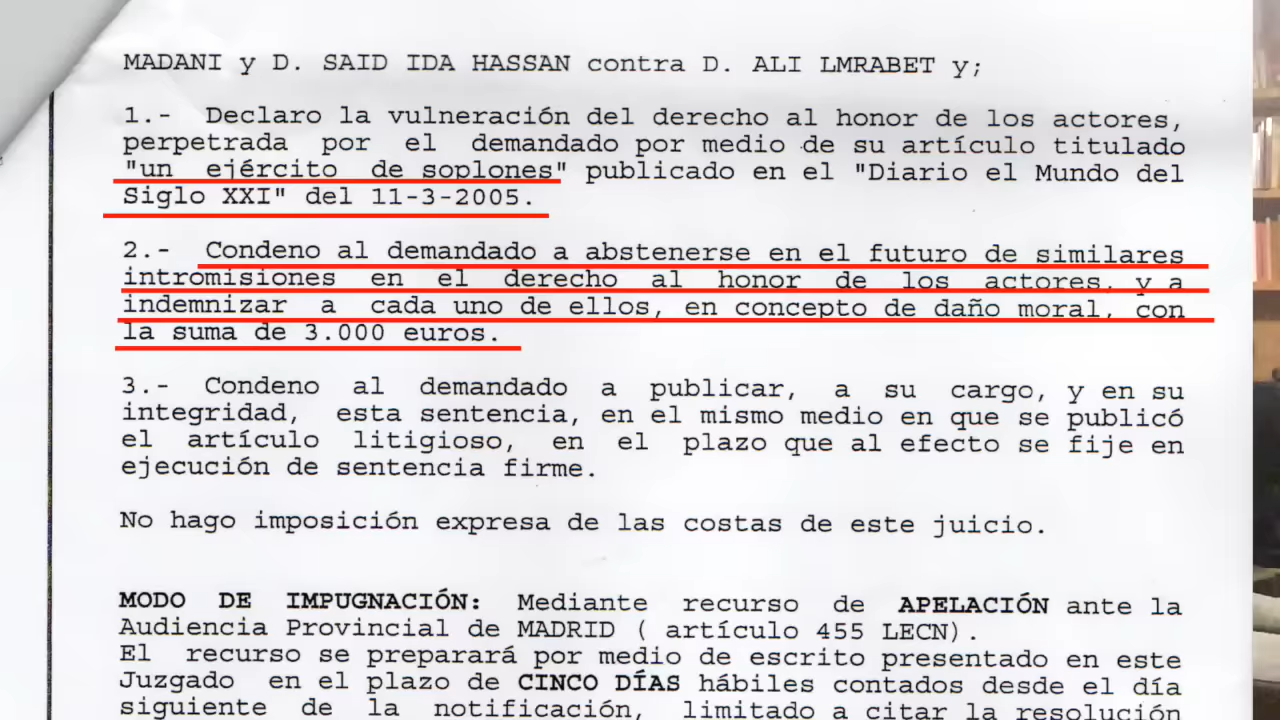 MADANI y D. SAID IDA HASSAN contra D. ALI LMRABET y;
1.- Declaro la vulneración del derecho al honor de los actores,
perpetrada por el demandado por medio de su artículo titulado
"un ejército de soplones" publicado en el "Diario el Mundo del
Siglo XXI" del 11-3-2005.
2.- Condeno al demandado a abstenerse en el futuro de similares
intromisiones en el derecho al honor de los actores, y a
indemnizar a cada uno de ellos, en concepto de daño moral, con
la suma de 3.000 euros.
3.- Condeno al demandado a publicar, a su cargo, y en su
integridad, esta sentencia, en el mismo medio en que se publicó
el artículo litigioso, en el plazo que al efecto se fije en
ejecución de sentencia firme.
No hago imposición expresa de las costas de este juicio.
MODO DE IMPUGNACIÓN: Mediante recurso de APELACIÓN ante la
Audiencia Provincial de MADRID ( artículo 455 LECN).
El recurso se preparará por medio de escrito presentado en este
Juzgado en el plazo de CINCO DÍAS hábiles contados desde el día
siguiente de la notificación, limitado a citar la resolución